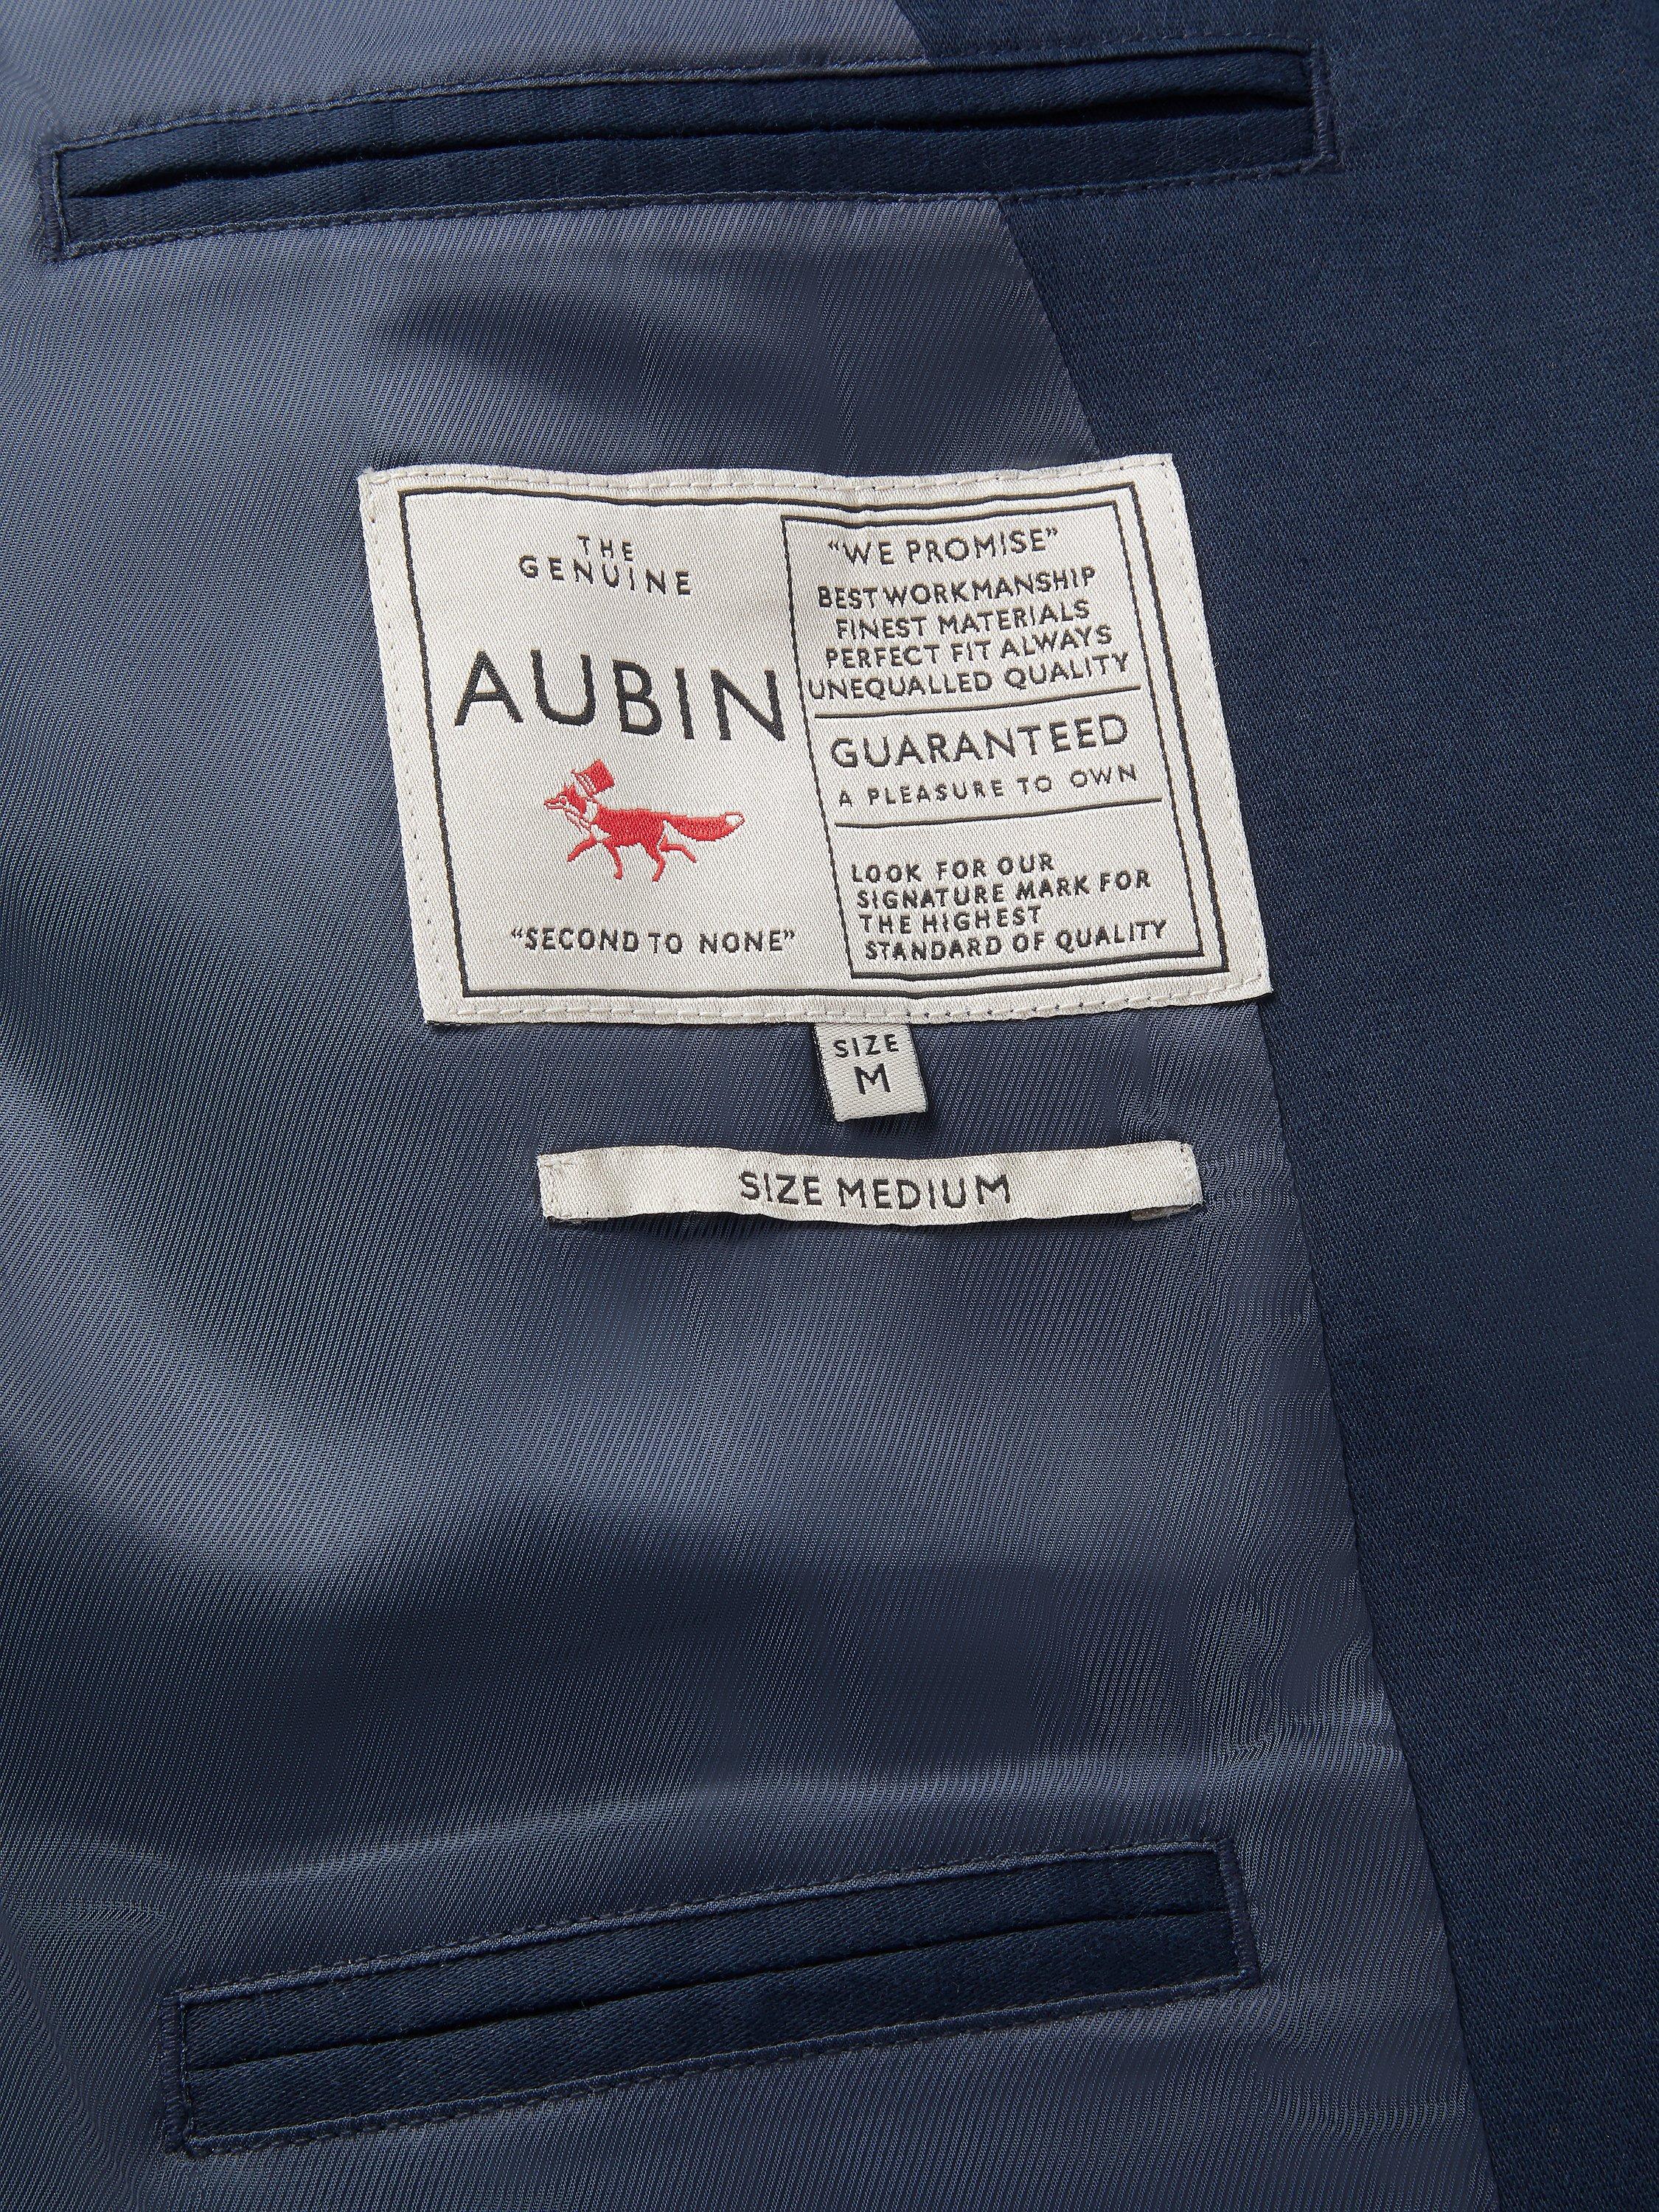 THE
GENUINE
AUBIN
"SECOND TO NONE"
"WE PROMISE"
BEST WORKMANSHIP
FINEST MATERIALS
PERFECT FIT ALWAYS
UNEQUALLED QUALITY
GUARANTEED
A PLEASURE TO OWN
LOOK FOR OUR
SIGNATURE MARK FOR
THE HIGHEST
STANDARD OF QUALITY
SIZE
M
SIZE MEDIUM